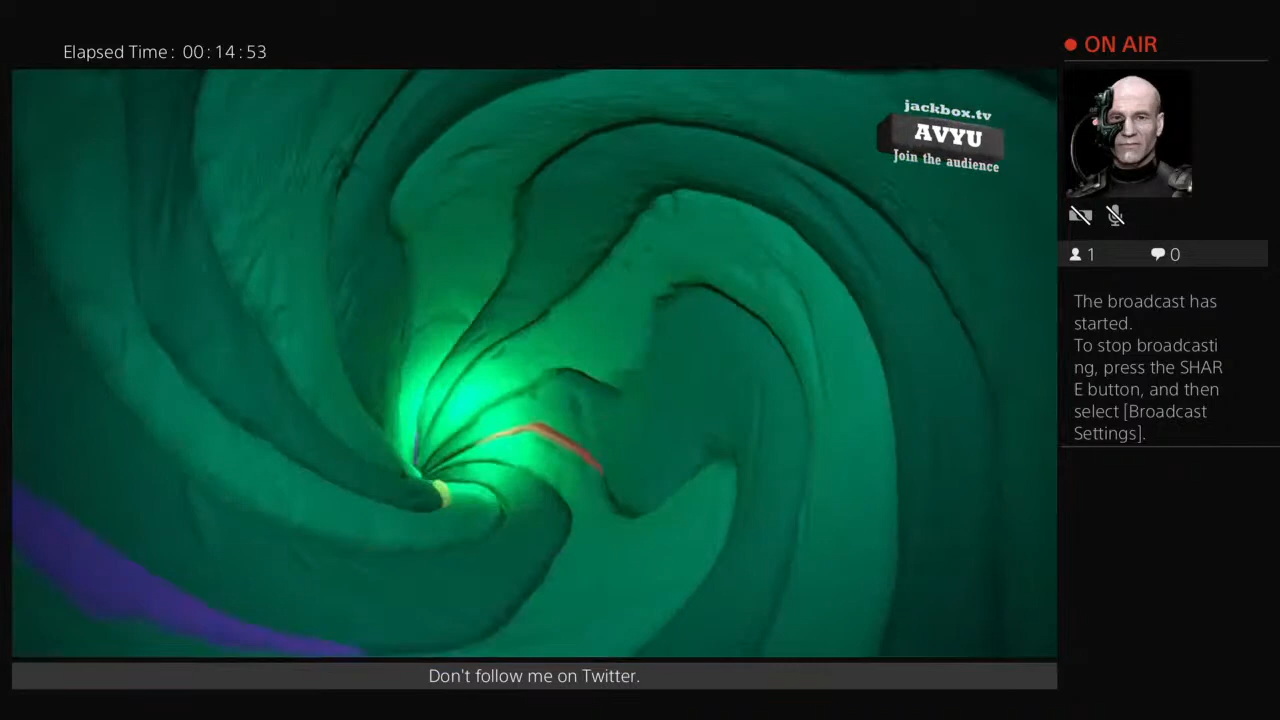 Elapsed Time: 00:14:53
ON AIR
jackbox.tv
AVYU
Join the audience
1
0
The broadcast has
started.
To stop broadcasti
ng, press the SHAR
E button, and then
select [Broadcast
Settings].
Don't follow me on Twitter.